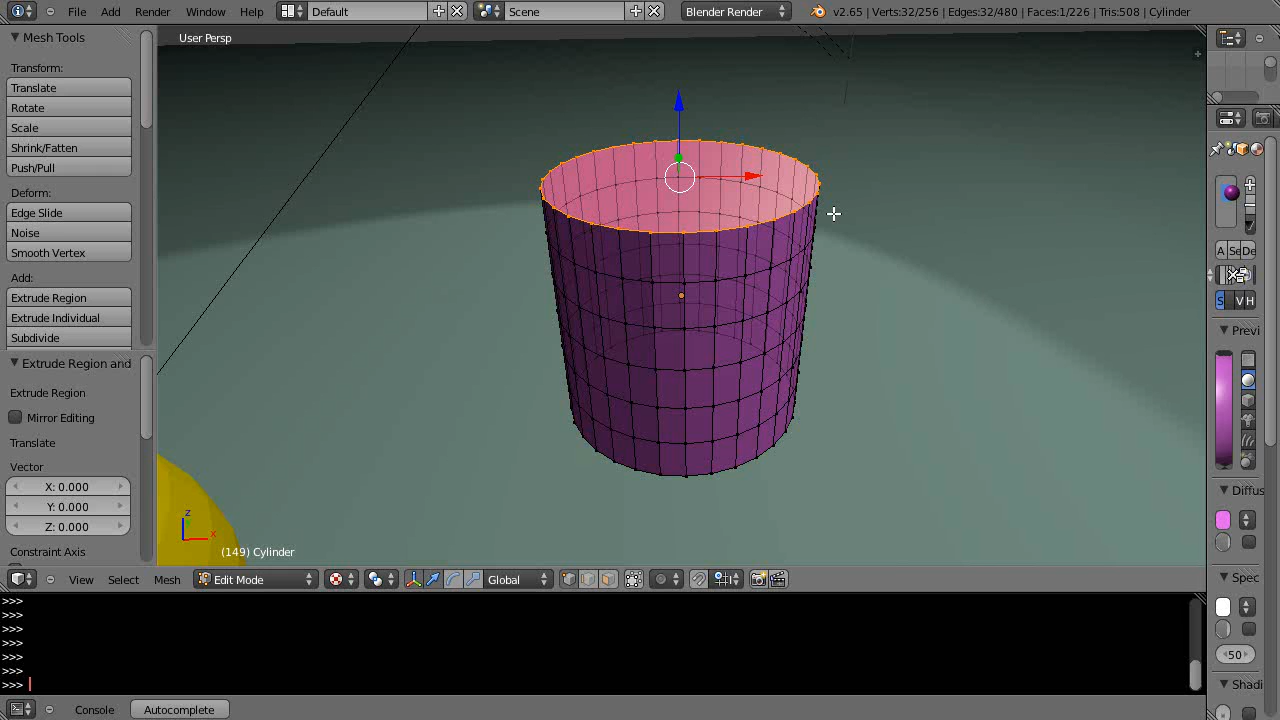 File Add Render Window Help Default Scene Blender Render v2.65 | Verts:32/256 | Edges:32/480 | Faces:1/226 | Tris:508 | Cylinder
Mesh Tools
User Persp
Transform:
Translate
Rotate
Scale
Shrink/Fatten
Push/Pull
Deform:
Edge Slide
Noise
Smooth Vertex
Add:
Extrude Region
Extrude Individual
Subdivide
Extrude Region and
Extrude Region
Mirror Editing
Translate
Vector
X: 0.000
Y: 0.000
Z: 0.000
Constraint Axis
z
x
(149) Cylinder
View Select Mesh Edit Mode Global
>>>
>>>
>>>
>>>
>>>
>>>
>>>
Console Autocomplete
A Se De
S V H
Previ
Diffus
Spec
50
Shadi